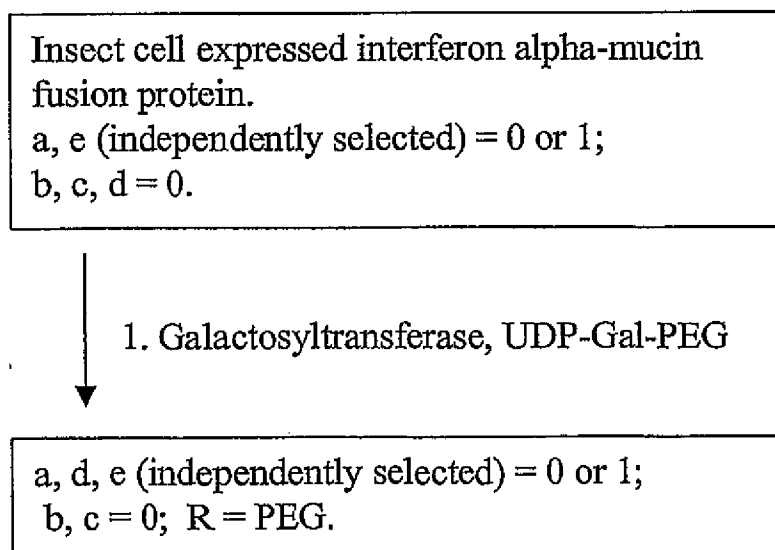 Insect cell expressed interferon alpha-mucin
fusion protein.
a, e (independently selected) = 0 or 1;
b, c, d = 0.
1. Galactosyltransferase, UDP-Gal-PEG
a, d, e (independently selected) = 0 or 1;
b, c = 0; R = PEG.